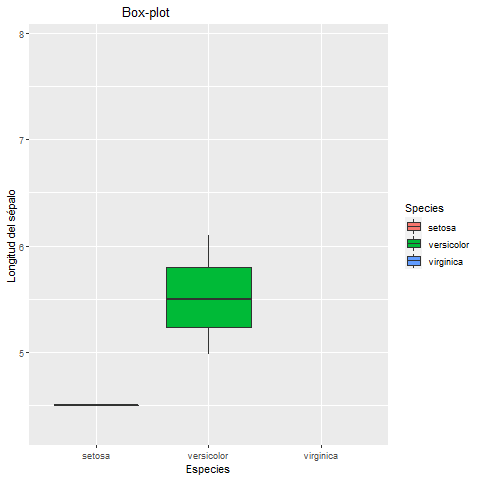 Box-plot
8
7
6
5
Longitud del sépalo
setosa versicolor virginica
Especies
Species
setosa
versicolor
virginica